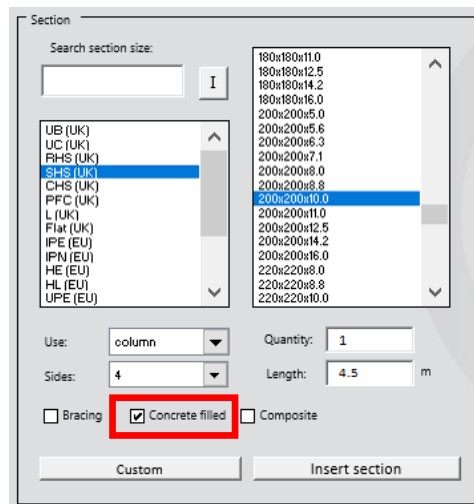 Section
Search section size:
I
UB (UK)
UC (UK)
RHS (UK)
SHS (UK)
CHS (UK)
PFC (UK)
L (UK)
Flat (UK)
IPE (EU)
IPN (EU)
HE (EU)
HL (EU)
UPE (EU)
180x180x11.0
180x180x12.5
180x180x14.2
180x180x16.0
200x200x5.0
200x200x5.6
200x200x6.3
200x200x7.1
200x200x8.0
200x200x8.8
200x200x10.0
200x200x11.0
200x200x12.5
200x200x14.2
200x200x16.0
220x220x8.0
220x220x8.8
220x220x10.0
Use: column
Quantity: 1
Sides: 4
Length: 4.5 m
Bracing Concrete filled Composite
Custom
Insert section